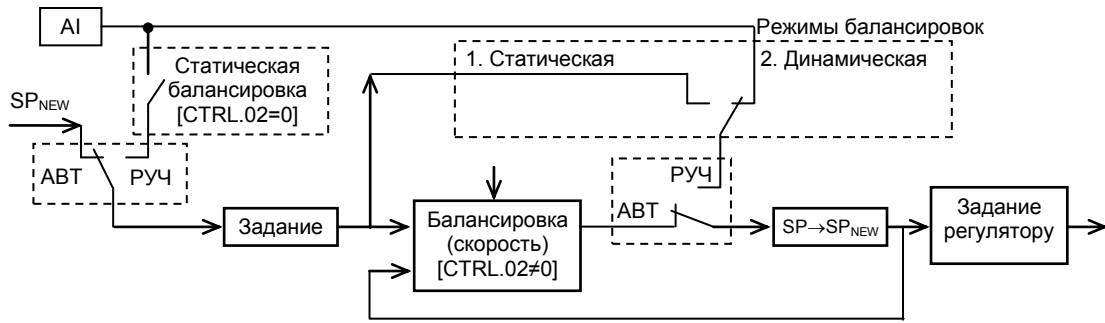 AI
Режимы балансировок
1. Статическая
2. Динамическая
Статическая
балансировка
[CTRL.02=0]
SPNEW
АВТ
РУЧ
РУЧ
АВТ
Задание
Балансировка
(скорость)
[CTRL.02≠0]
SP→SPNEW
Задание
регулятору